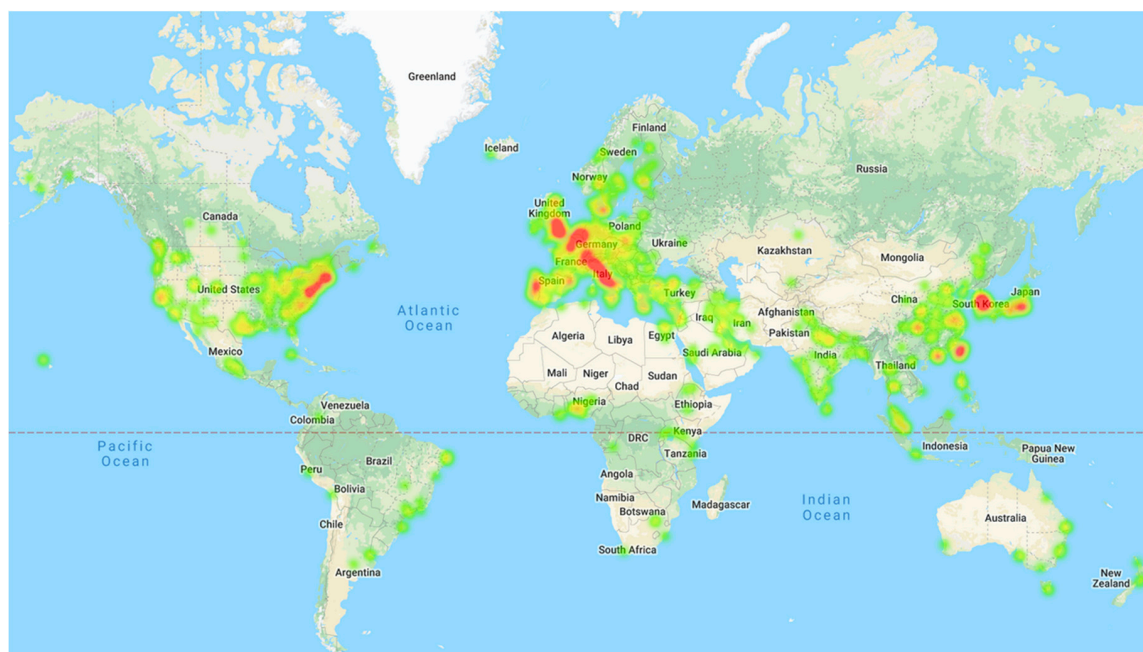 Greenland
Iceland
Finland
Sweden
Norway
Russia
Canada
United
Kingdom
Poland
Germany
Ukraine
Kazakhstan
Mongolia
France
Italy
Spain
United States
Turkey
China
South Korea
Japan
Atlantic
Ocean
Iraq
Iran
Afghanistan
Pakistan
Algeria
Libya
Egypt
Saudi Arabia
India
Mexico
Mali
Niger
Chad
Sudan
Thailand
Nigeria
Ethiopia
Venezuela
Colombia
Pacific
Ocean
DRC
Kenya
Tanzania
Indonesia
Papua New
Guinea
Peru
Brazil
Angola
Bolivia
Namibia
Botswana
Madagascar
Indian
Ocean
Chile
Australia
South Africa
Argentina
New
Zealand